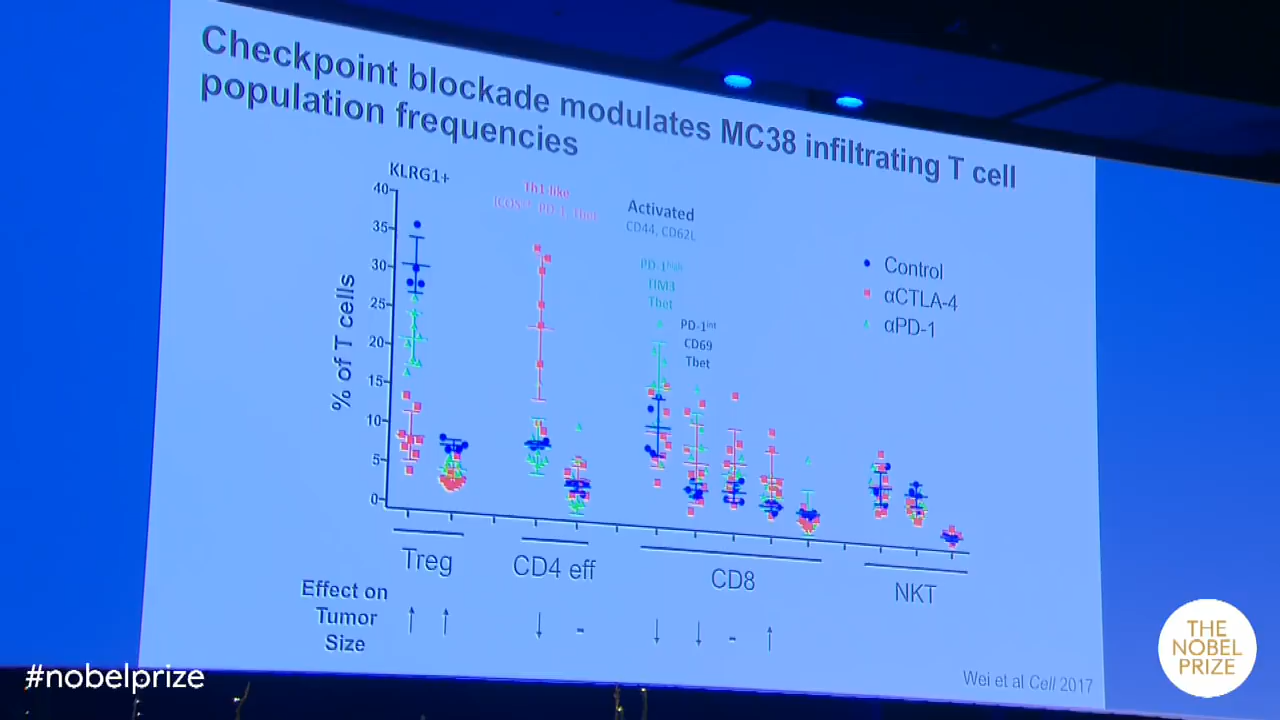 Checkpoint blockade modulates MC38 infiltrating T cell
population frequencies
KLRG1+
Th1-like
PD-1, Tbet
Activated
CD44, CD62L
PD-1high
TIM3
Tbet
PD-1int
CD69
Tbet
Control
αCTLA-4
αPD-1
% of T cells
40
35
30
25
20
15
10
5
0
Treg
CD4 eff
CD8
NKT
Effect on
Tumor
Size
↑ ↑ ↓ - ↓ ↓ - ↑
Wei et al Cell 2017
#nobelprize
THE
NOBEL
PRIZE